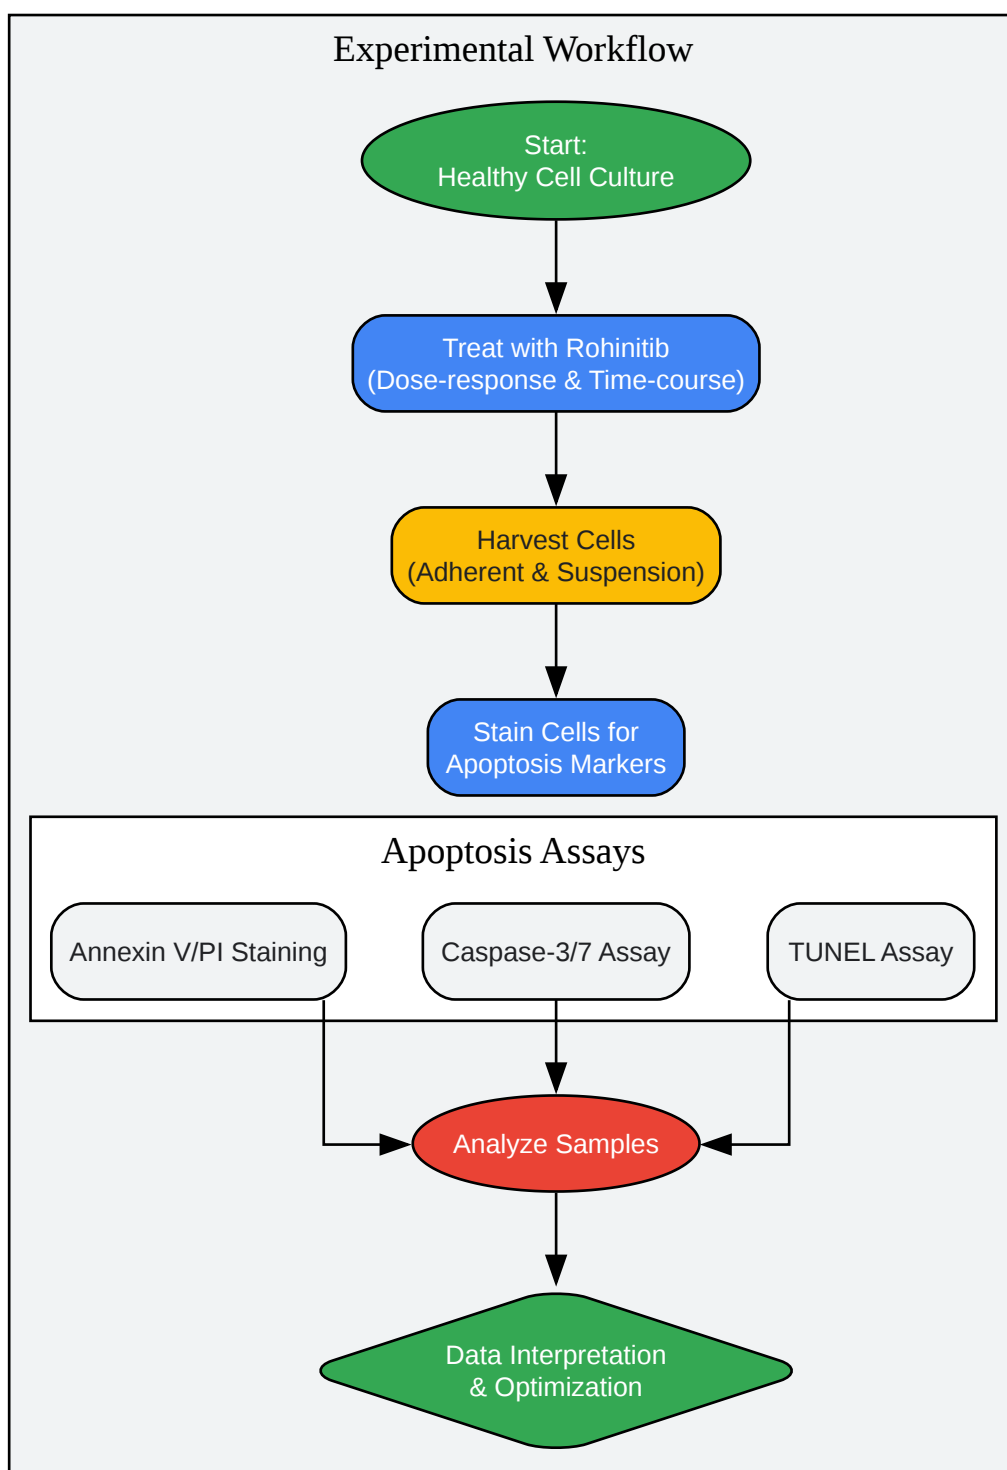 Experimental Workflow
Start:
Healthy Cell Culture
Treat with Rohinitib
(Dose-response & Time-course)
Harvest Cells
(Adherent & Suspension)
Stain Cells for
Apoptosis Markers
Apoptosis Assays
Annexin V/PI Staining
Caspase-3/7 Assay
TUNEL Assay
Analyze Samples
Data Interpretation
& Optimization